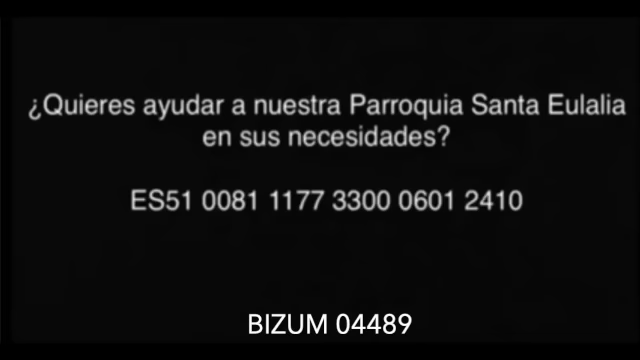 ¿Quieres ayudar a nuestra Parroquia Santa Eulalia
en sus necesidades?
ES51 0081 1177 3300 0601 2410
BIZUM 04489